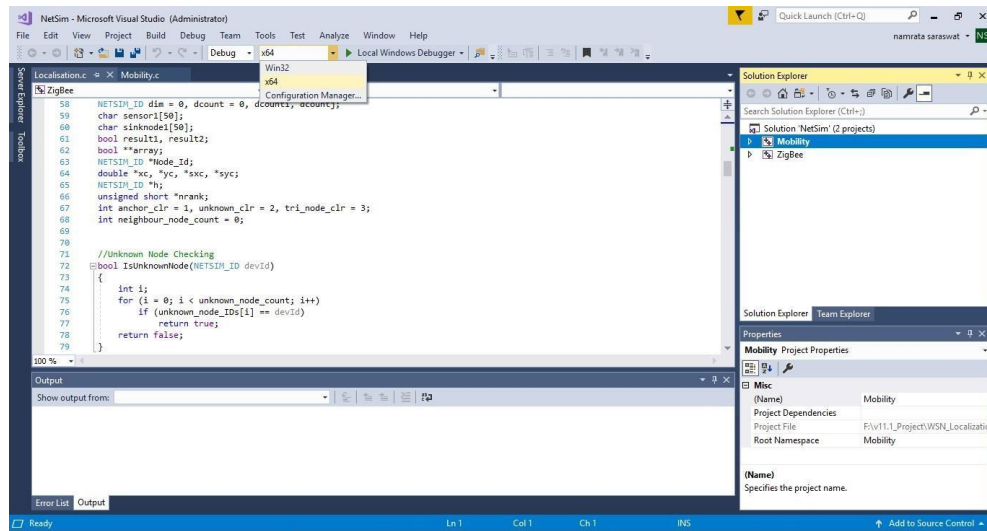 NetSim - Microsoft Visual Studio (Administrator)
Quick Launch (Ctrl+Q)
File Edit View Project Build Debug Team Tools Test Analyze Window Help
namrata saraswat NS
Debug x64 Local Windows Debugger
Win32
x64
Configuration Manager...
Server Explorer
Toolbox
Localisation.c Mobility.c
ZigBee
58 NETSIM_ID dim = 0, dcount = 0, dcounti, dcountj;
59 char sensor1[50];
60 char sinknode1[50];
61 bool result1, result2;
62 bool **array;
63 NETSIM_ID *Node_Id;
64 double *xc, *yc, *sxc, *syc;
65 NETSIM_ID *h;
66 unsigned short *nrank;
67 int anchor_clr = 1, unknown_clr = 2, tri_node_clr = 3;
68 int neighbour_node_count = 0;
69
70
71 //Unknown Node Checking
72 bool IsUnknownNode(NETSIM_ID devId)
73 {
74 int i;
75 for (i = 0; i < unknown_node_count; i++)
76 if (unknown_node_IDs[i] == devId)
77 return true;
78 return false;
79 }
100 %
Output
Show output from:
Error List Output
Solution Explorer
Search Solution Explorer (Ctrl+;)
Solution 'NetSim' (2 projects)
Mobility
ZigBee
Solution Explorer Team Explorer
Properties
Mobility Project Properties
Misc
(Name) Mobility
Project Dependencies
Project File F:\v11.1_Project\WSN_Localizatio
Root Namespace Mobility
(Name)
Specifies the project name.
Ready Ln 1 Col 1 Ch 1 INS Add to Source Control